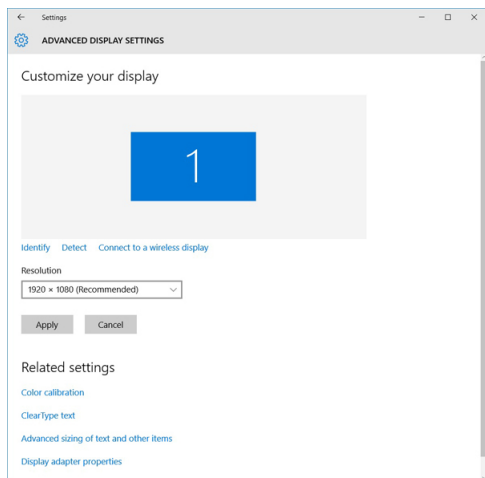 Settings
ADVANCED DISPLAY SETTINGS
Customize your display
1
Identify Detect Connect to a wireless display
Resolution
1920 × 1080 (Recommended)
Apply Cancel
Related settings
Color calibration
ClearType text
Advanced sizing of text and other items
Display adapter properties